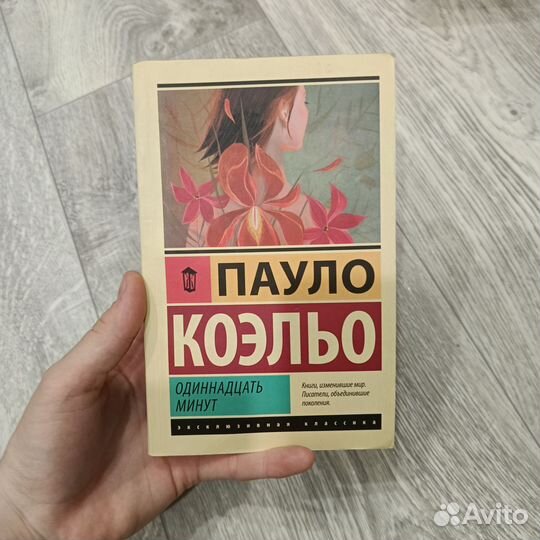 ПАУЛО
КОЭЛЬО
ОДИННАДЦАТЬ
МИНУТ
Книги, изменившие мир.
Писатели, объединившие
поколения.
эксклюзивная классика
Avito